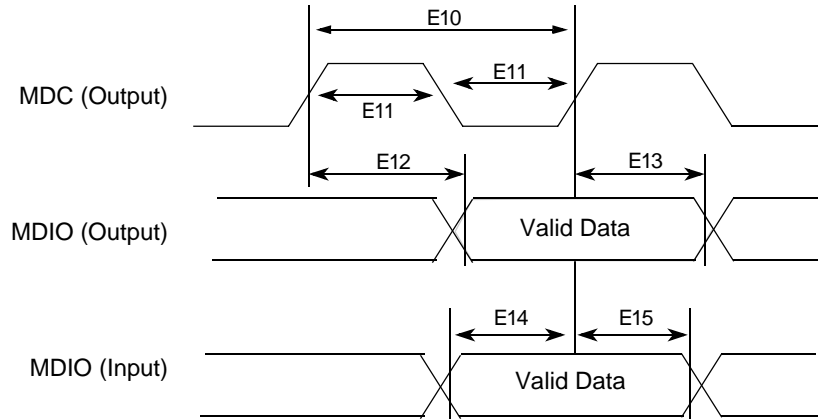 E10
MDC (Output)
E11
E11
E12
E13
MDIO (Output)
Valid Data
E14
E15
MDIO (Input)
Valid Data